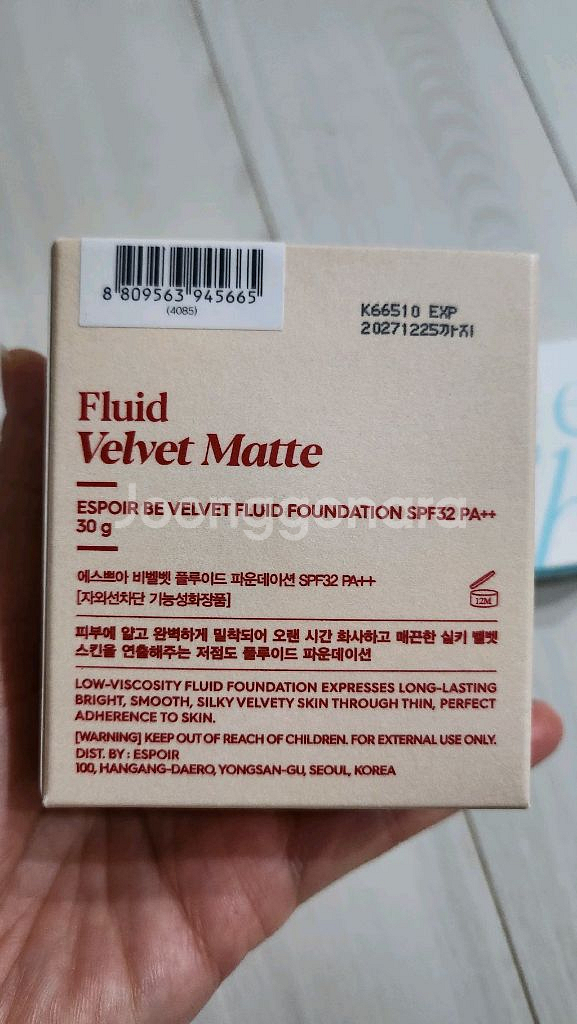 8 809563 945665
(4085)
K66510 EXP
20271225까지
Fluid
Velvet Matte
ESPOIR BE VELVET FLUID FOUNDATION SPF32 PA++
30 g
Joonggonara
에스쁘아 비벨벳 플루이드 파운데이션 SPF32 PA++
[자외선차단 기능성화장품]
12M
피부에 얇고 완벽하게 밀착되어 오랜 시간 화사하고 매끈한 실키 벨벳
스킨을 연출해주는 저점도 플루이드 파운데이션
LOW-VISCOSITY FLUID FOUNDATION EXPRESSES LONG-LASTING
BRIGHT, SMOOTH, SILKY VELVETY SKIN THROUGH THIN, PERFECT
ADHERENCE TO SKIN.
[WARNING] KEEP OUT OF REACH OF CHILDREN. FOR EXTERNAL USE ONLY.
DIST. BY : ESPOIR
100, HANGANG-DAERO, YONGSAN-GU, SEOUL, KOREA